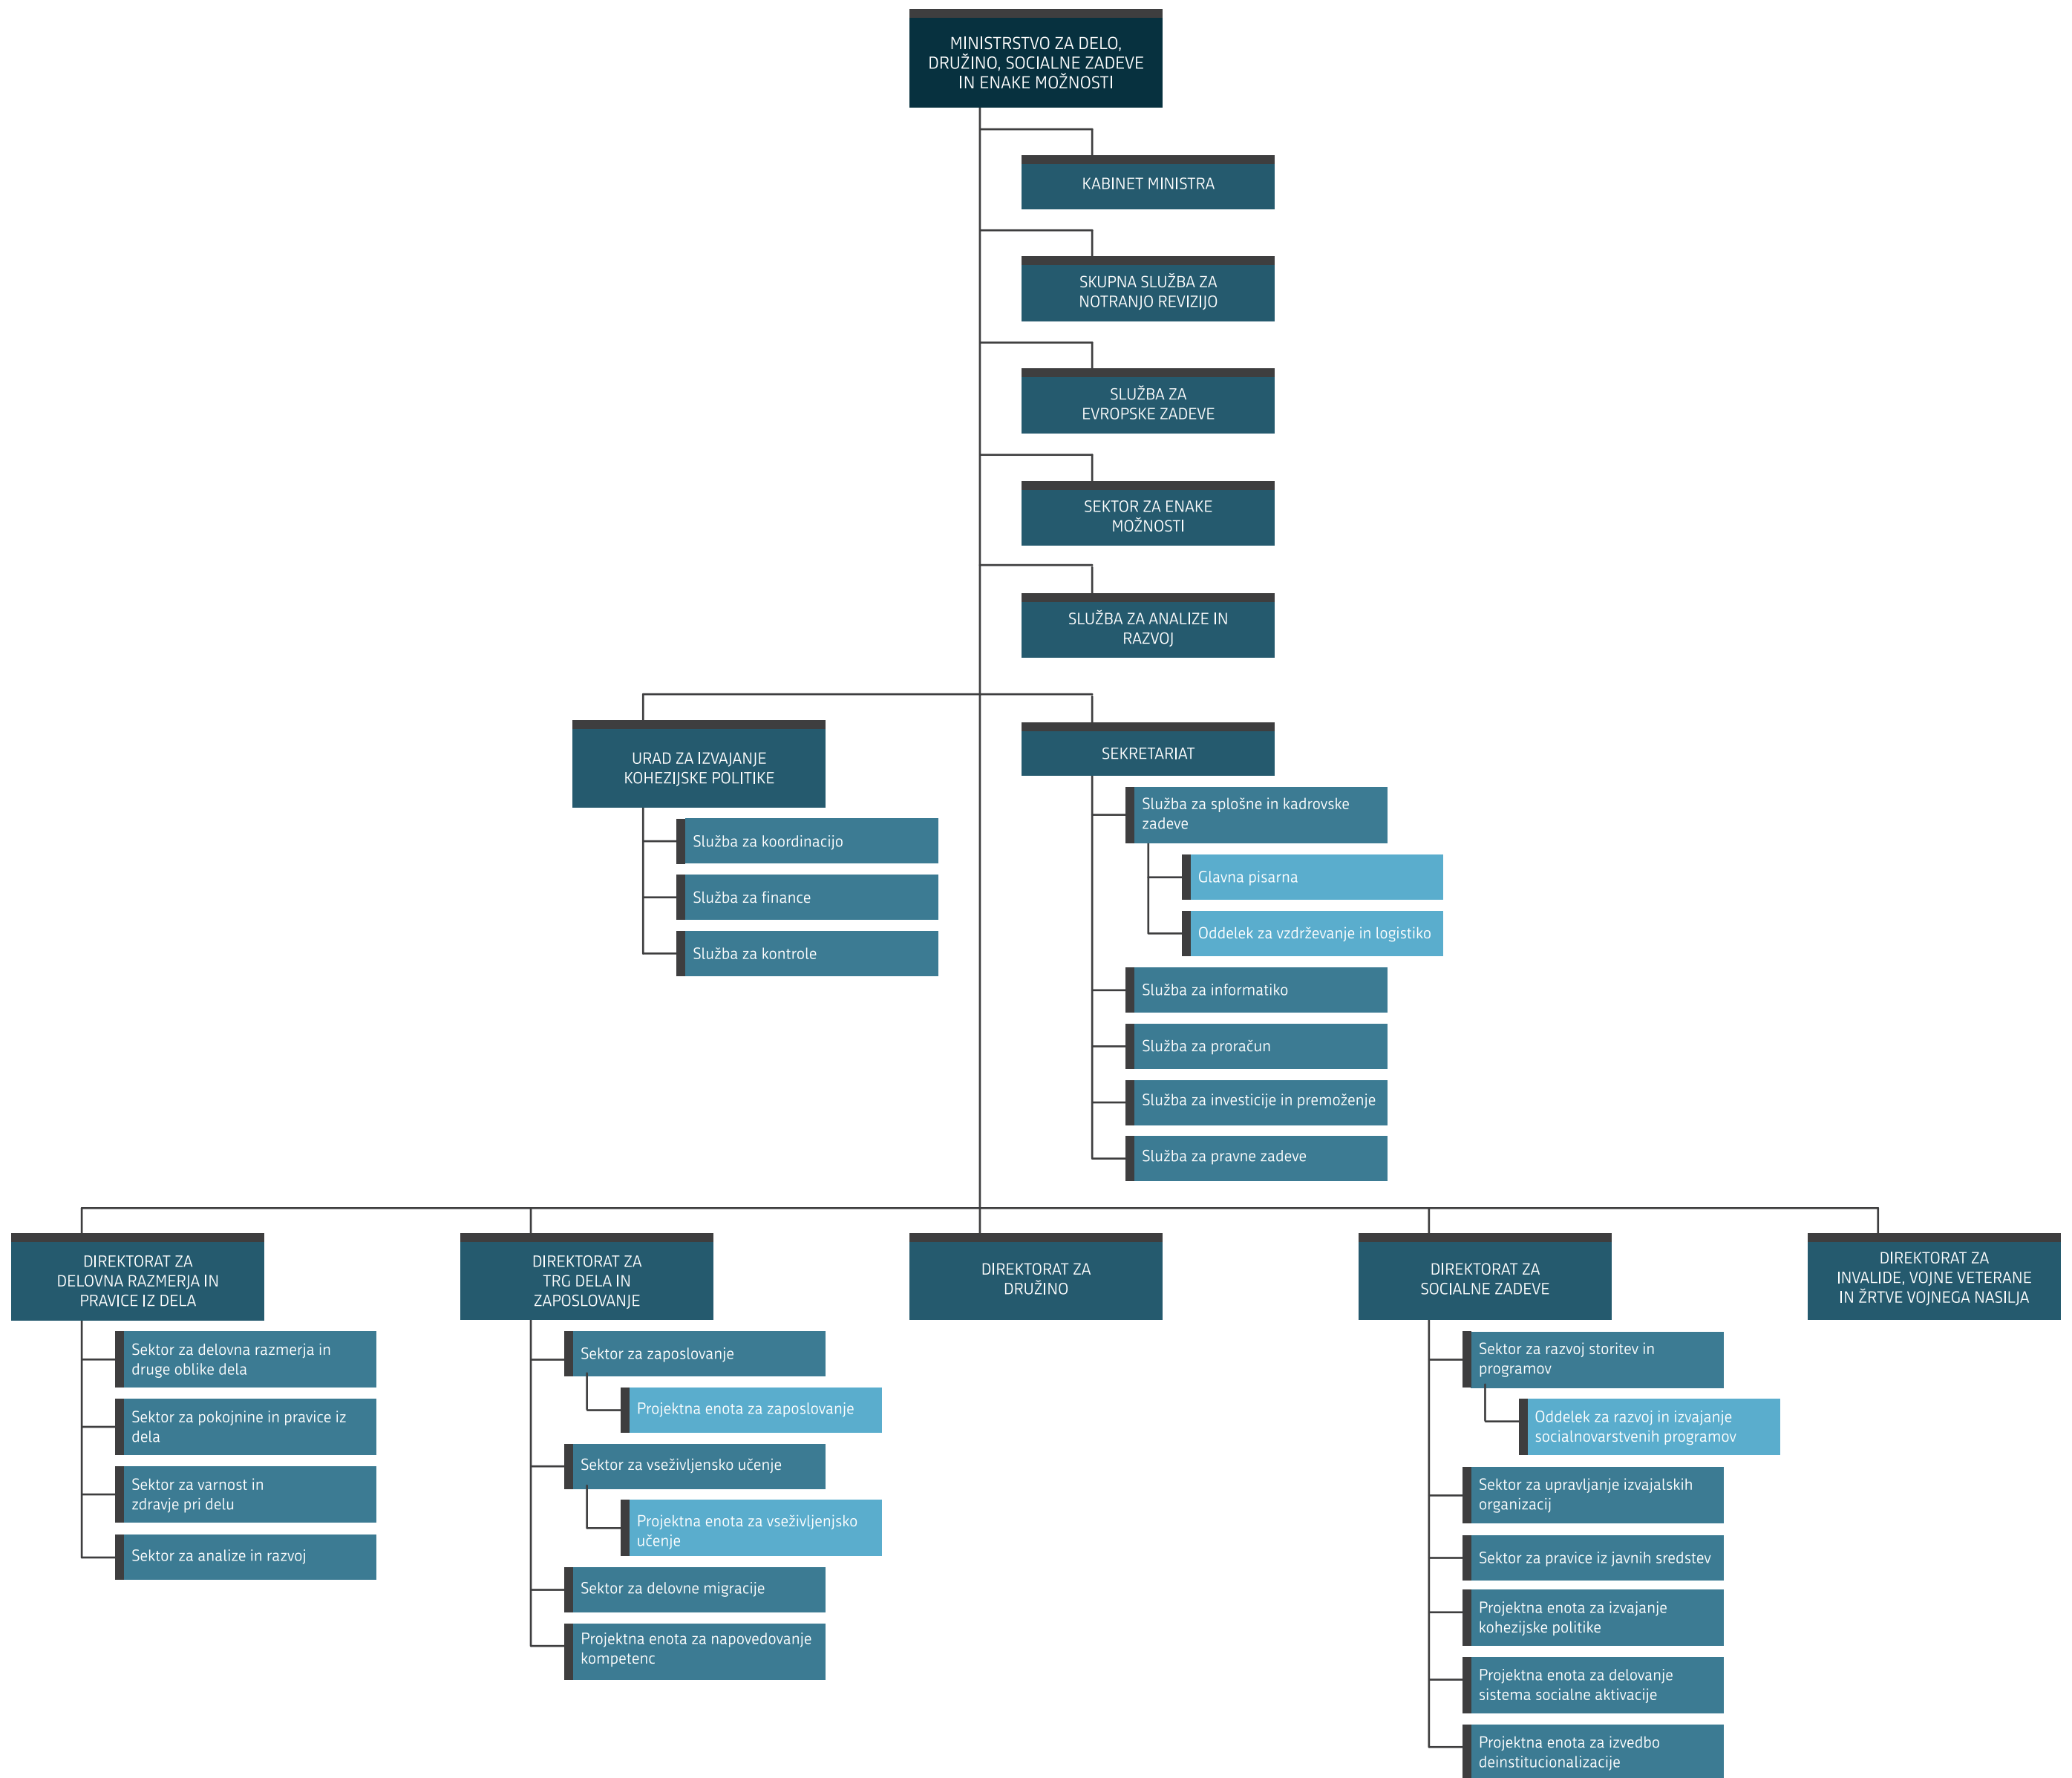 MINISTRSTVO ZA DELO,
DRUŽINO, SOCIALNE ZADEVE
IN ENAKE MOŽNOSTI
KABINET MINISTRA
SKUPNA SLUŽBA ZA
NOTRANJO REVIZIJO
SLUŽBA ZA
EVROPSKE ZADEVE
SEKTOR ZA ENAKE
MOŽNOSTI
SLUŽBA ZA ANALIZE IN
RAZVOJ
URAD ZA IZVAJANJE
KOHEZIJSKE POLITIKE
Služba za koordinacijo
Služba za finance
Služba za kontrole
SEKRETARIAT
Služba za splošne in kadrovske
zadeve
Glavna pisarna
Oddelek za vzdrževanje in logistiko
Služba za informatiko
Služba za proračun
Služba za investicije in premoženje
Služba za pravne zadeve
DIREKTORAT ZA
DELOVNA RAZMERJA IN
PRAVICE IZ DELA
Sektor za delovna razmerja in
druge oblike dela
Sektor za pokojnine in pravice iz
dela
Sektor za varnost in
zdravje pri delu
Sektor za analize in razvoj
DIREKTORAT ZA
TRG DELA IN
ZAPOSLOVANJE
Sektor za zaposlovanje
Projektna enota za zaposlovanje
Sektor za vseživljensko učenje
Projektna enota za vseživljenjsko
učenje
Sektor za delovne migracije
Projektna enota za napovedovanje
kompetenc
DIREKTORAT ZA
DRUŽINO
DIREKTORAT ZA
SOCIALNE ZADEVE
Sektor za razvoj storitev in
programov
Oddelek za razvoj in izvajanje
socialnovarstvenih programov
Sektor za upravljanje izvajalskih
organizacij
Sektor za pravice iz javnih sredstev
Projektna enota za izvajanje
kohezijske politike
Projektna enota za delovanje
sistema socialne aktivacije
Projektna enota za izvedbo
deinstitucionalizacije
DIREKTORAT ZA
INVALIDE, VOJNE VETERANE
IN ŽRTVE VOJNEGA NASILJA